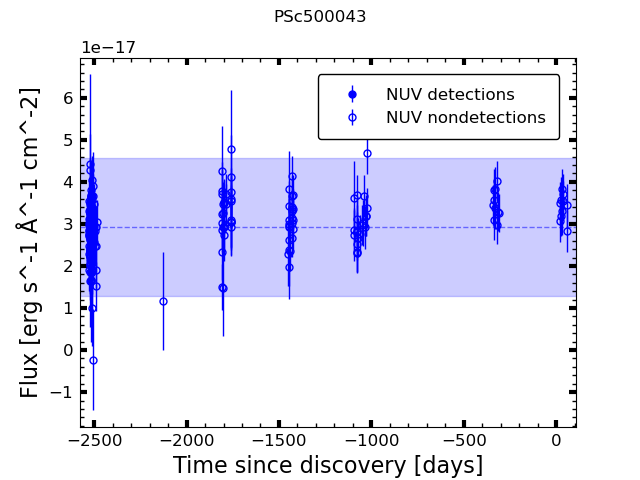 PSc500043
1e−17
NUV detections
NUV nondetections
6
5
4
3
2
1
0
−1
Flux [erg s^-1 Å^-1 cm^-2]
−2500
−2000
−1500
−1000
−500
0
Time since discovery [days]